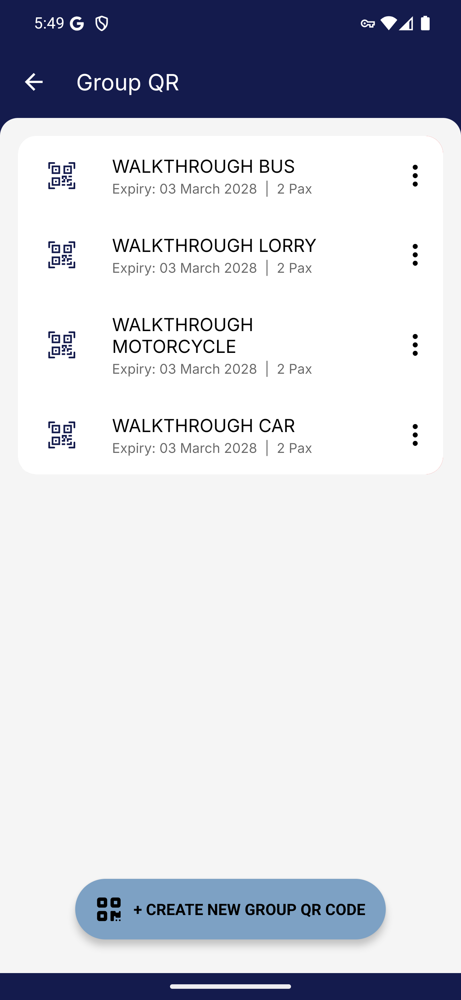 5:49
Group QR
WALKTHROUGH BUS
Expiry: 03 March 2028 | 2 Pax
WALKTHROUGH LORRY
Expiry: 03 March 2028 | 2 Pax
WALKTHROUGH
MOTORCYCLE
Expiry: 03 March 2028 | 2 Pax
WALKTHROUGH CAR
Expiry: 03 March 2028 | 2 Pax
+ CREATE NEW GROUP QR CODE